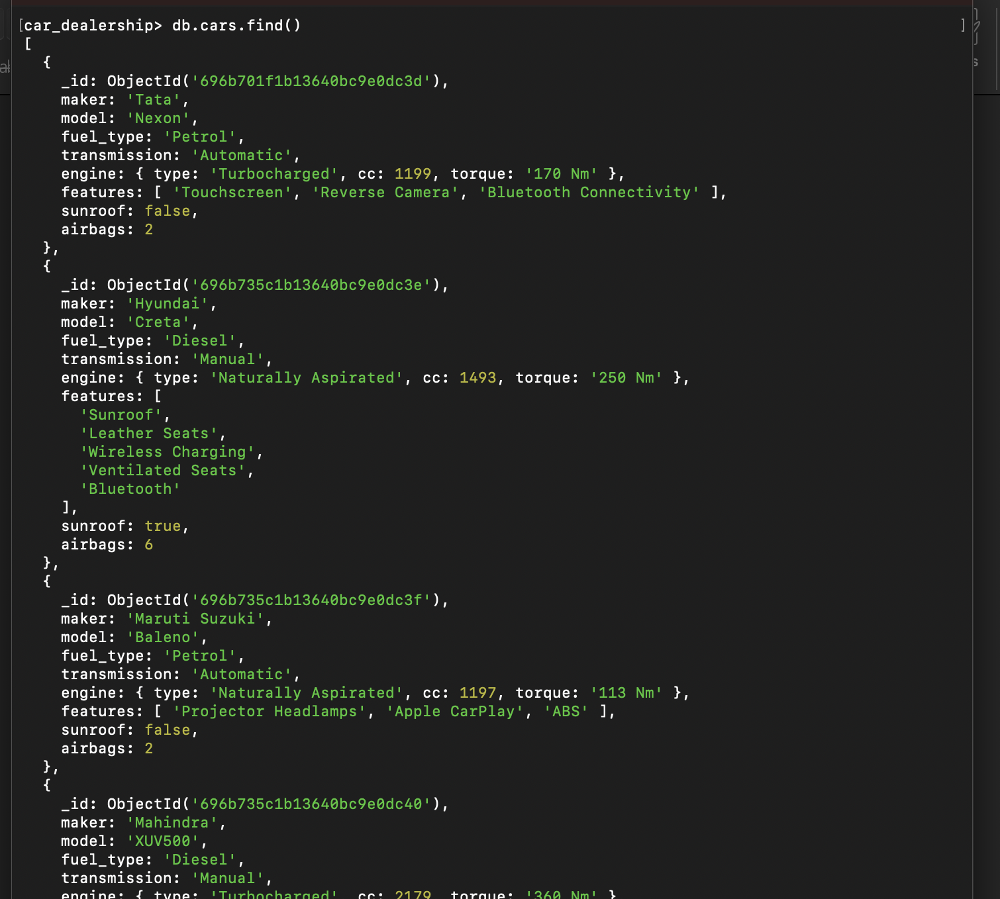 [car_dealership> db.cars.find() ]
[
  {
    _id: ObjectId('696b701f1b13640bc9e0dc3d'),
    maker: 'Tata',
    model: 'Nexon',
    fuel_type: 'Petrol',
    transmission: 'Automatic',
    engine: { type: 'Turbocharged', cc: 1199, torque: '170 Nm' },
    features: [ 'Touchscreen', 'Reverse Camera', 'Bluetooth Connectivity' ],
    sunroof: false,
    airbags: 2
  },
  {
    _id: ObjectId('696b735c1b13640bc9e0dc3e'),
    maker: 'Hyundai',
    model: 'Creta',
    fuel_type: 'Diesel',
    transmission: 'Manual',
    engine: { type: 'Naturally Aspirated', cc: 1493, torque: '250 Nm' },
    features: [
      'Sunroof',
      'Leather Seats',
      'Wireless Charging',
      'Ventilated Seats',
      'Bluetooth'
    ],
    sunroof: true,
    airbags: 6
  },
  {
    _id: ObjectId('696b735c1b13640bc9e0dc3f'),
    maker: 'Maruti Suzuki',
    model: 'Baleno',
    fuel_type: 'Petrol',
    transmission: 'Automatic',
    engine: { type: 'Naturally Aspirated', cc: 1197, torque: '113 Nm' },
    features: [ 'Projector Headlamps', 'Apple CarPlay', 'ABS' ],
    sunroof: false,
    airbags: 2
  },
  {
    _id: ObjectId('696b735c1b13640bc9e0dc40'),
    maker: 'Mahindra',
    model: 'XUV500',
    fuel_type: 'Diesel',
    transmission: 'Manual',
    engine: { type: 'Turbocharged', cc: 2179, torque: '360 Nm' }